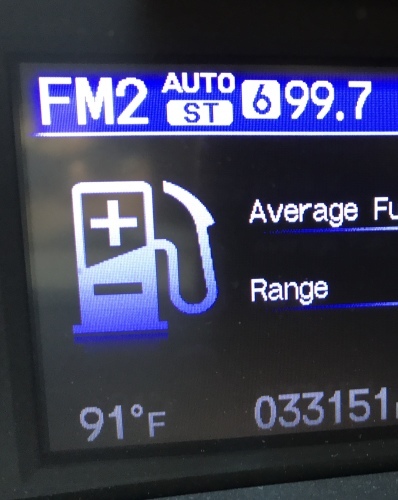 FM2 AUTO ST 6 99.7
+
Average Fu
Range
-
91°F 033151